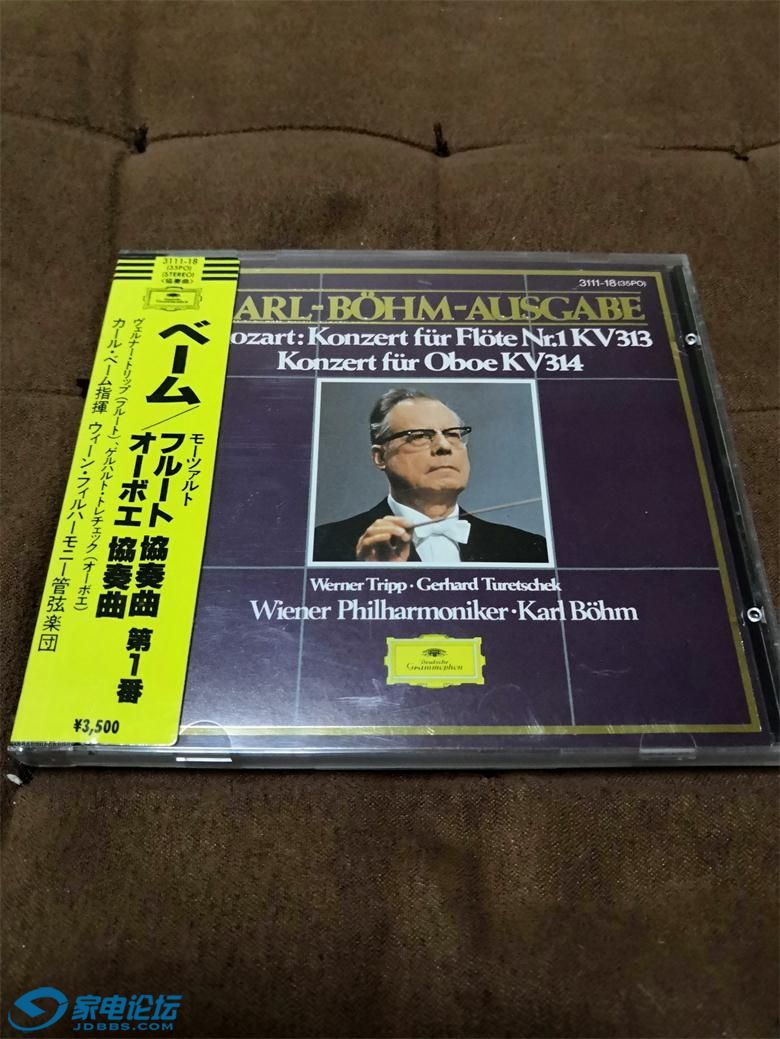 3111-18
(35PO)
(STEREO)
<協奏曲>
Deutsche
Grammophon
ベーム/
モーツァルト
フルート協奏曲 第1番
オーボエ協奏曲
ヴェルナー・トリップ(フルート)、ゲルハルト・トレチェック(オーボエ)
カール・ベーム指揮 ウィーン・フィルハーモニー管弦楽団
¥3,500
3111-18 (35PO)
ARL-BÖHM-AUSGABE
ozart: Konzert für Flöte Nr.1 KV313
Konzert für Oboe KV314
Werner Tripp · Gerhard Turetschek
Wiener Philharmoniker · Karl Böhm
Deutsche
Grammophon
家电论坛
JDBBS.COM